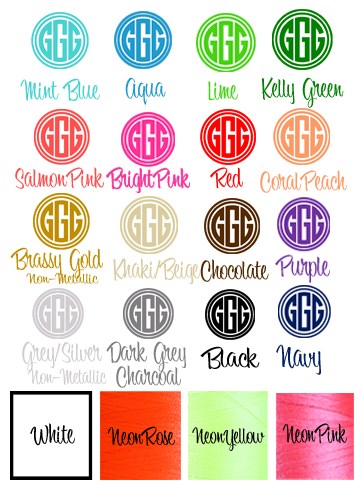 GGG GGG GGG GGG
Mint Blue Aqua Lime Kelly Green
GGG GGG GGG GGG
Salmon Pink Bright Pink Red Coral Peach
GGG GGG GGG GGG
Brassy Gold Khaki/Beige Chocolate Purple
Non-Metallic
GGG GGG GGG GGG
Grey/Silver Dark Grey Black Navy
Non-Metallic Charcoal
White Neon Rose Neon Yellow Neon Pink